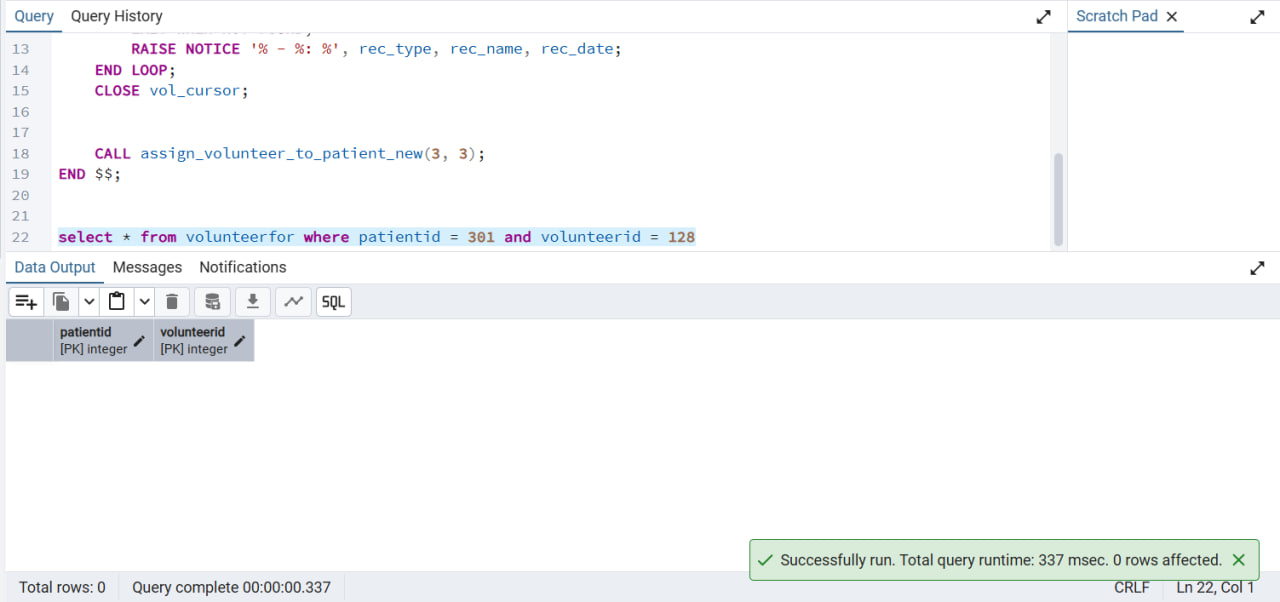 Query Query History Scratch Pad
13 RAISE NOTICE '% - %: %', rec_type, rec_name, rec_date;
14 END LOOP;
15 CLOSE vol_cursor;
16
17
18 CALL assign_volunteer_to_patient_new(3, 3);
19 END $$;
20
21
22 select * from volunteerfor where patientid = 301 and volunteerid = 128
Data Output Messages Notifications
SQL
patientid volunteerid
[PK] integer [PK] integer
Successfully run. Total query runtime: 337 msec. 0 rows affected.
Total rows: 0 Query complete 00:00:00.337 CRLF Ln 22, Col 1